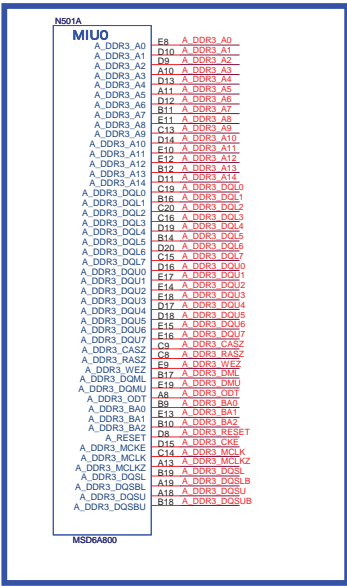 N501A
MIU0
A_DDR3_A0 E8 A_DDR3_A0
A_DDR3_A1 D10 A_DDR3_A1
A_DDR3_A2 D9 A_DDR3_A2
A_DDR3_A3 A10 A_DDR3_A3
A_DDR3_A4 D13 A_DDR3_A4
A_DDR3_A5 A11 A_DDR3_A5
A_DDR3_A6 D12 A_DDR3_A6
A_DDR3_A7 B11 A_DDR3_A7
A_DDR3_A8 E11 A_DDR3_A8
A_DDR3_A9 C13 A_DDR3_A9
A_DDR3_A10 D14 A_DDR3_A10
A_DDR3_A11 E10 A_DDR3_A11
A_DDR3_A12 E12 A_DDR3_A12
A_DDR3_A13 B12 A_DDR3_A13
A_DDR3_A14 D11 A_DDR3_A14
A_DDR3_DQL0 C19 A_DDR3_DQL0
A_DDR3_DQL1 B16 A_DDR3_DQL1
A_DDR3_DQL2 C20 A_DDR3_DQL2
A_DDR3_DQL3 C16 A_DDR3_DQL3
A_DDR3_DQL4 D19 A_DDR3_DQL4
A_DDR3_DQL5 B14 A_DDR3_DQL5
A_DDR3_DQL6 D20 A_DDR3_DQL6
A_DDR3_DQL7 C15 A_DDR3_DQL7
A_DDR3_DQU0 D16 A_DDR3_DQU0
A_DDR3_DQU1 E17 A_DDR3_DQU1
A_DDR3_DQU2 E14 A_DDR3_DQU2
A_DDR3_DQU3 E18 A_DDR3_DQU3
A_DDR3_DQU4 D17 A_DDR3_DQU4
A_DDR3_DQU5 D18 A_DDR3_DQU5
A_DDR3_DQU6 E15 A_DDR3_DQU6
A_DDR3_DQU7 E16 A_DDR3_DQU7
A_DDR3_CASZ C9 A_DDR3_CASZ
A_DDR3_RASZ C8 A_DDR3_RASZ
A_DDR3_WEZ E9 A_DDR3_WEZ
A_DDR3_DQML B17 A_DDR3_DML
A_DDR3_DQMU E19 A_DDR3_DMU
A_DDR3_ODT A8 A_DDR3_ODT
A_DDR3_BA0 B9 A_DDR3_BA0
A_DDR3_BA1 E13 A_DDR3_BA1
A_DDR3_BA2 B10 A_DDR3_BA2
A_RESET D8 A_DDR3_RESET
A_DDR3_MCKE D15 A_DDR3_CKE
A_DDR3_MCLK C14 A_DDR3_MCLK
A_DDR3_MCLKZ A13 A_DDR3_MCLKZ
A_DDR3_DQSL B19 A_DDR3_DQSL
A_DDR3_DQSBL A19 A_DDR3_DQSLB
A_DDR3_DQSU A18 A_DDR3_DQSU
A_DDR3_DQSBU B18 A_DDR3_DQSUB
MSD6A800